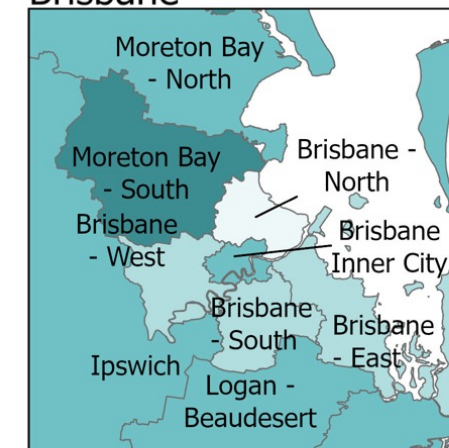 Brisbane
Moreton Bay
- North
Brisbane -
North
Moreton Bay
- South
Brisbane
- West
Brisbane
Inner City
Brisbane
- South
Brisbane
- East
Ipswich
Logan -
Beaudesert